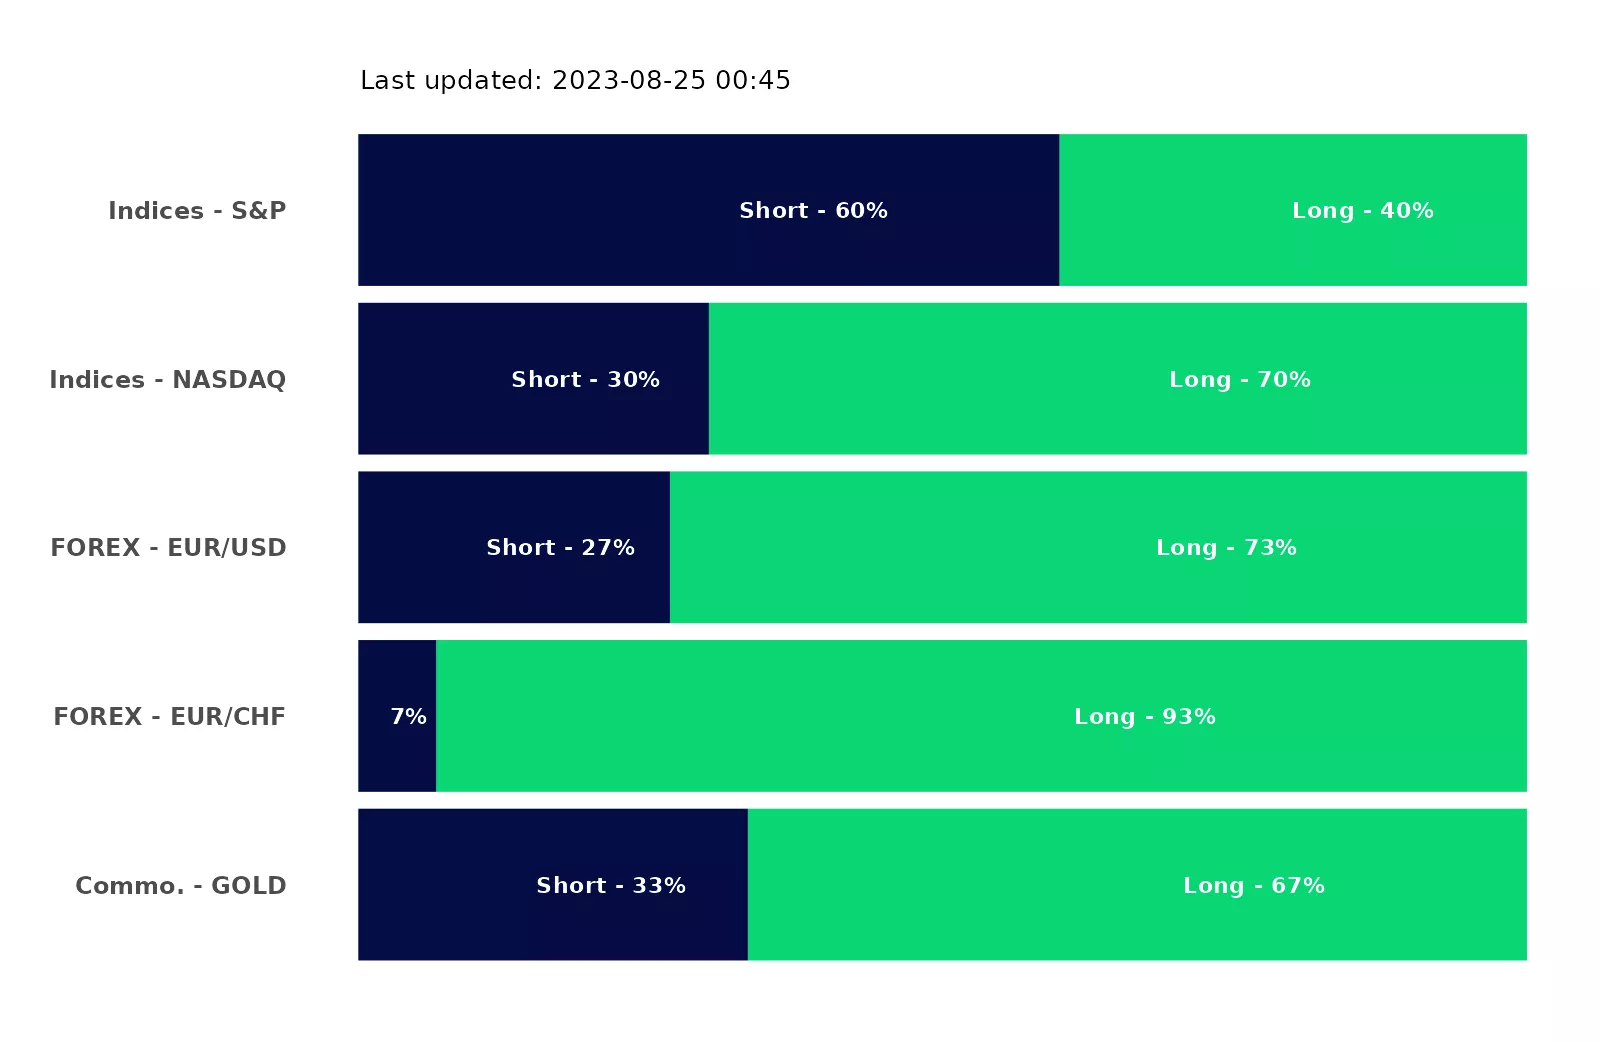 Last updated: 2023-08-25 00:45
Indices - S&P Short - 60% Long - 40%
Indices - NASDAQ Short - 30% Long - 70%
FOREX - EUR/USD Short - 27% Long - 73%
FOREX - EUR/CHF 7% Long - 93%
Commo. - GOLD Short - 33% Long - 67%